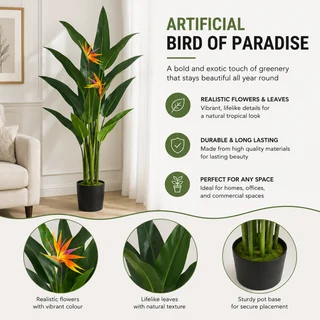 ARTIFICIAL
BIRD OF PARADISE
A bold and exotic touch of greenery
that stays beautiful all year round
REALISTIC FLOWERS & LEAVES
Vibrant, lifelike details for
a natural tropical look
DURABLE & LONG LASTING
Made from high quality materials
for lasting beauty
PERFECT FOR ANY SPACE
Ideal for homes, offices,
and commercial spaces
Realistic flowers
with vibrant colour
Lifelike leaves
with natural texture
Sturdy pot base
for secure placement